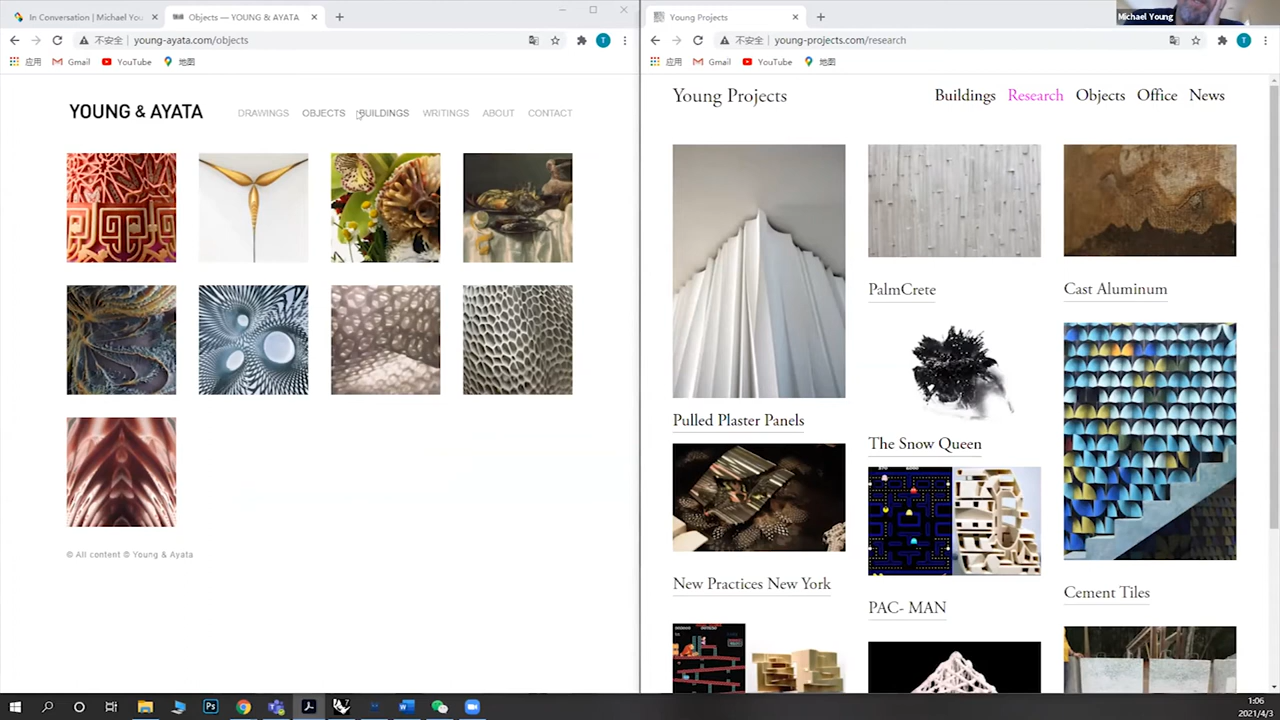 In Conversation | Michael You
Objects — YOUNG & AYATA
不安全
young-ayata.com/objects
T
应用
Gmail
YouTube
地图
YOUNG & AYATA
DRAWINGS
OBJECTS
BUILDINGS
WRITINGS
ABOUT
CONTACT
© All content © Young & Ayata
Young Projects
Michael Young
不安全
young-projects.com/research
T
应用
Gmail
YouTube
地图
Young Projects
Buildings
Research
Objects
Office
News
Pulled Plaster Panels
PalmCrete
Cast Aluminum
The Snow Queen
New Practices New York
PAC- MAN
Cement Tiles
Ps
1:06
2021/4/3